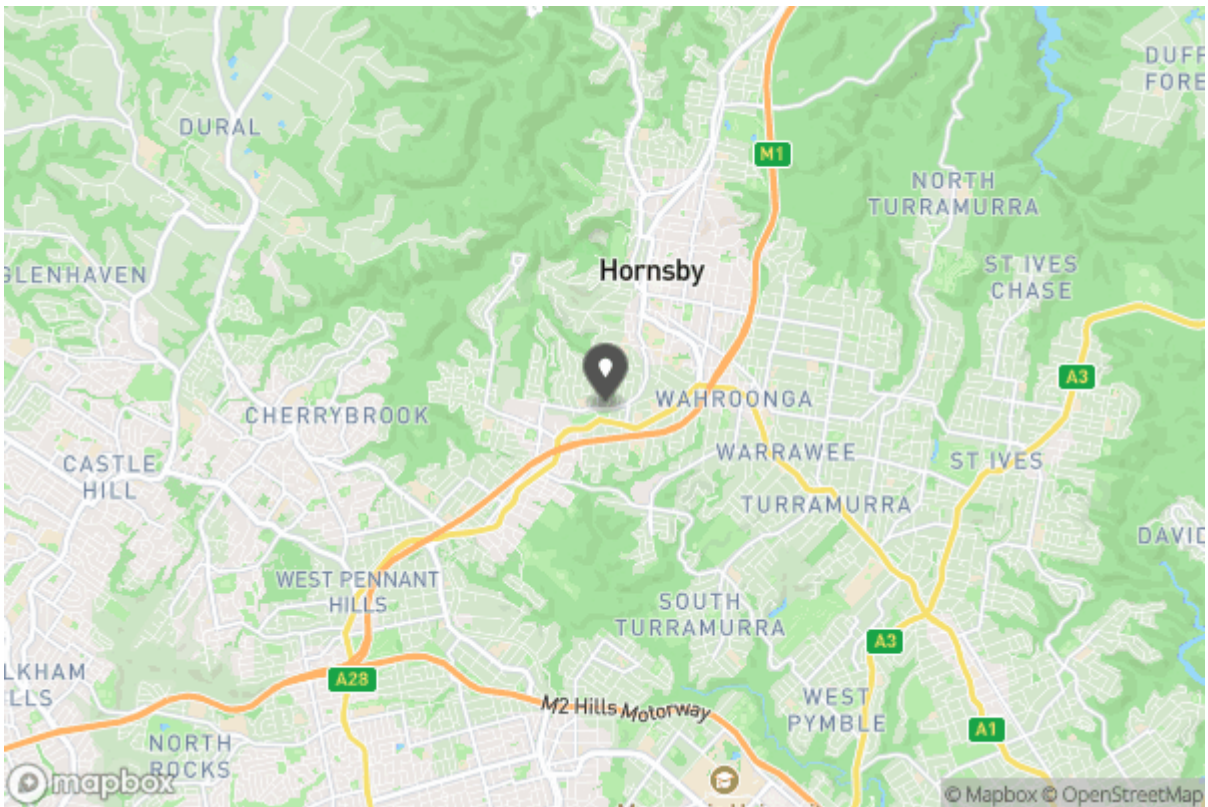 DUFF
FORE
DURAL
M1
NORTH
TURRAMURRA
Hornsby
ST IVES
CHASE
GLENHAVEN
A3
WAHROONGA
CHERRYBROOK
WARRAWEE
CASTLE
HILL
ST IVES
TURRAMURRA
DAVID
WEST PENNANT
HILLS
SOUTH
TURRAMURRA
A3
LKHAM
LLS
A28
M2 Hills Motorway
WEST
PYMBLE
A1
NORTH
ROCKS
mapbox
© Mapbox © OpenStreetMap